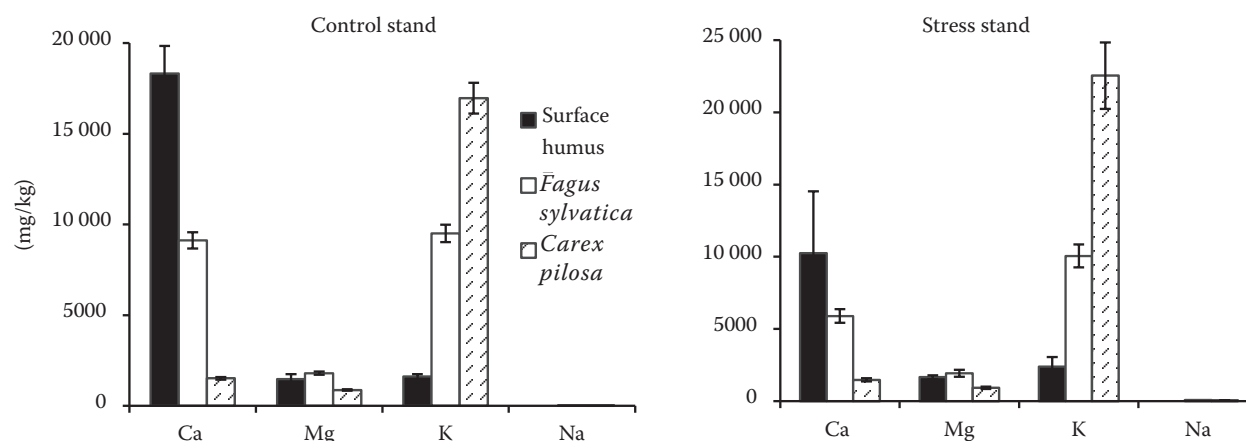 Control stand
20 000
15 000
10 000
5000
0
(mg/kg)
Ca Mg K Na
Surface
humus
Fagus
sylvatica
Carex
pilosa
Stress stand
25 000
20 000
15 000
10 000
5000
0
Ca Mg K Na